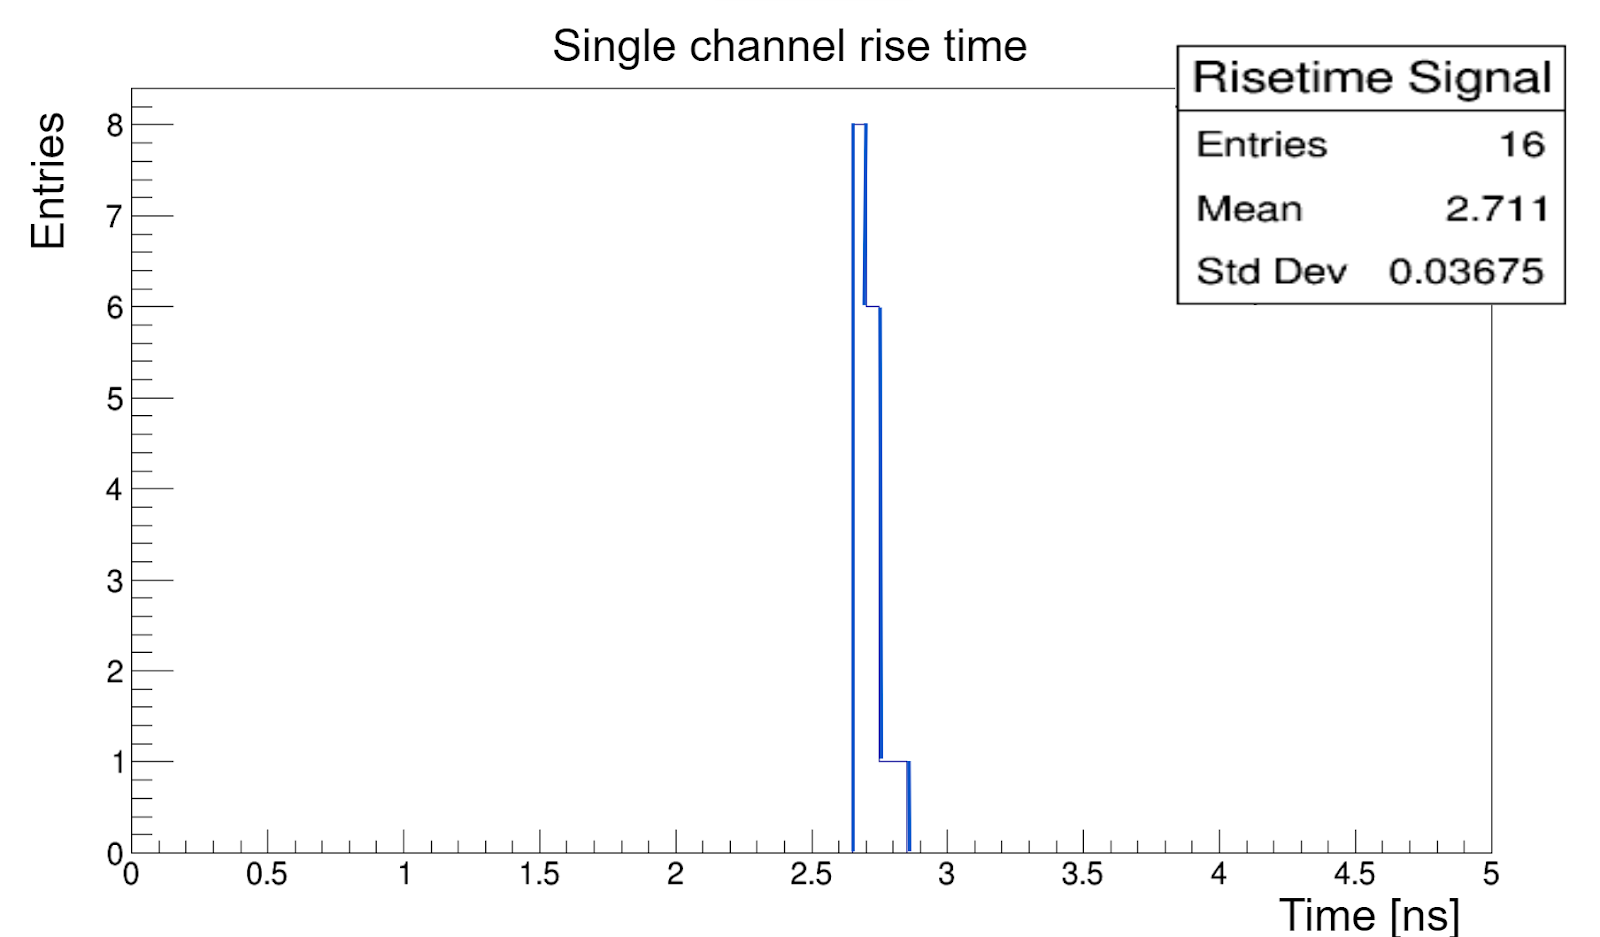 Single channel rise time
Risetime Signal
Entries 16
Mean 2.711
Std Dev 0.03675
Entries
8
7
6
5
4
3
2
1
0
0 0.5 1 1.5 2 2.5 3 3.5 4 4.5 5
Time [ns]